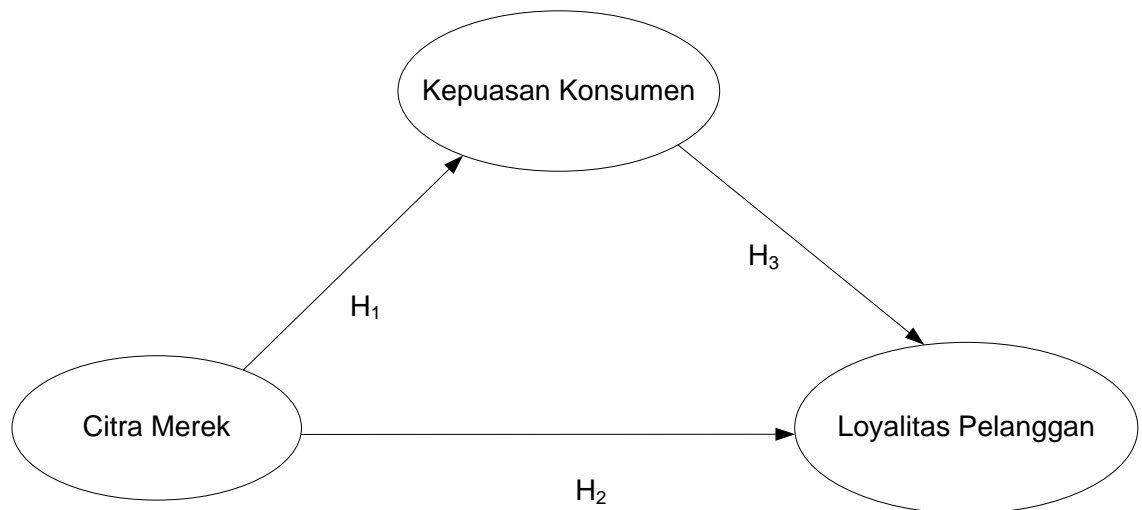 Kepuasan Konsumen
H₃
H₁
Citra Merek
Loyalitas Pelanggan
H₂